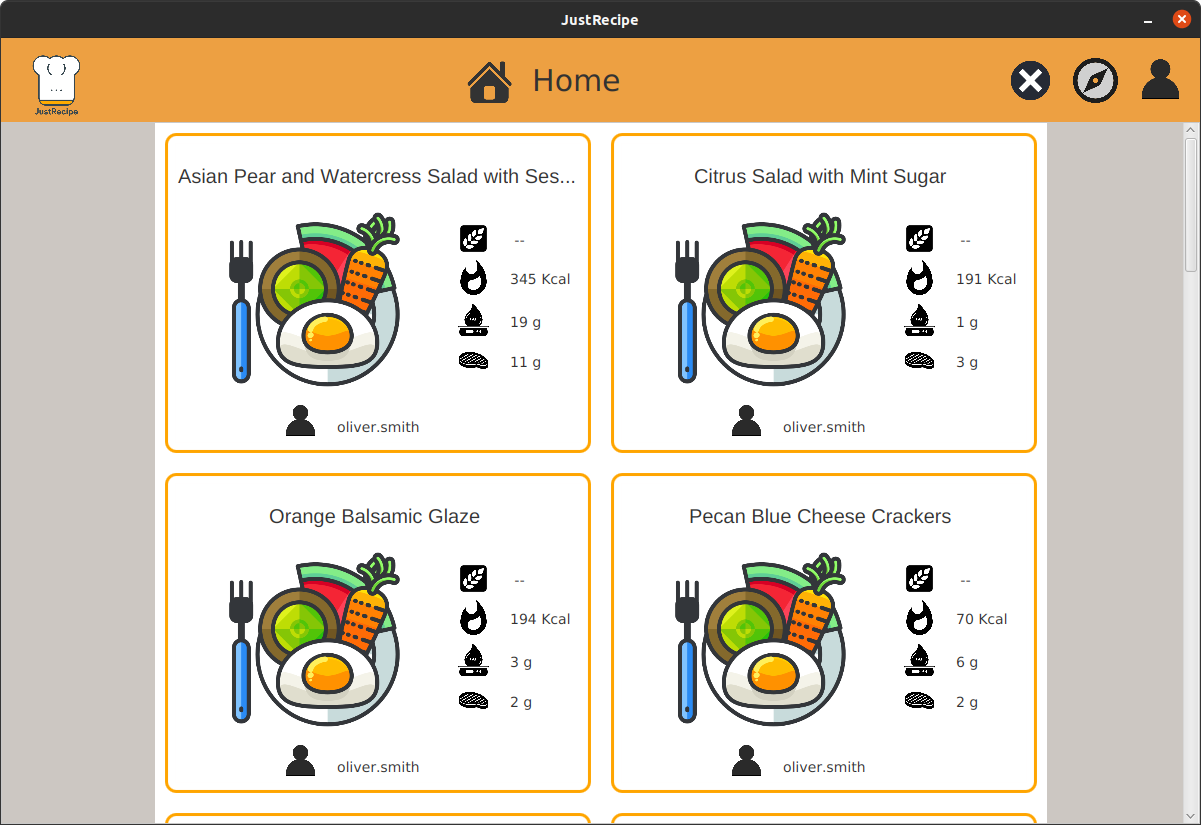 JustRecipe
JustRecipe
Home
Asian Pear and Watercress Salad with Ses...
--
345 Kcal
19 g
11 g
oliver.smith
Citrus Salad with Mint Sugar
--
191 Kcal
1 g
3 g
oliver.smith
Orange Balsamic Glaze
--
194 Kcal
3 g
2 g
oliver.smith
Pecan Blue Cheese Crackers
--
70 Kcal
6 g
2 g
oliver.smith